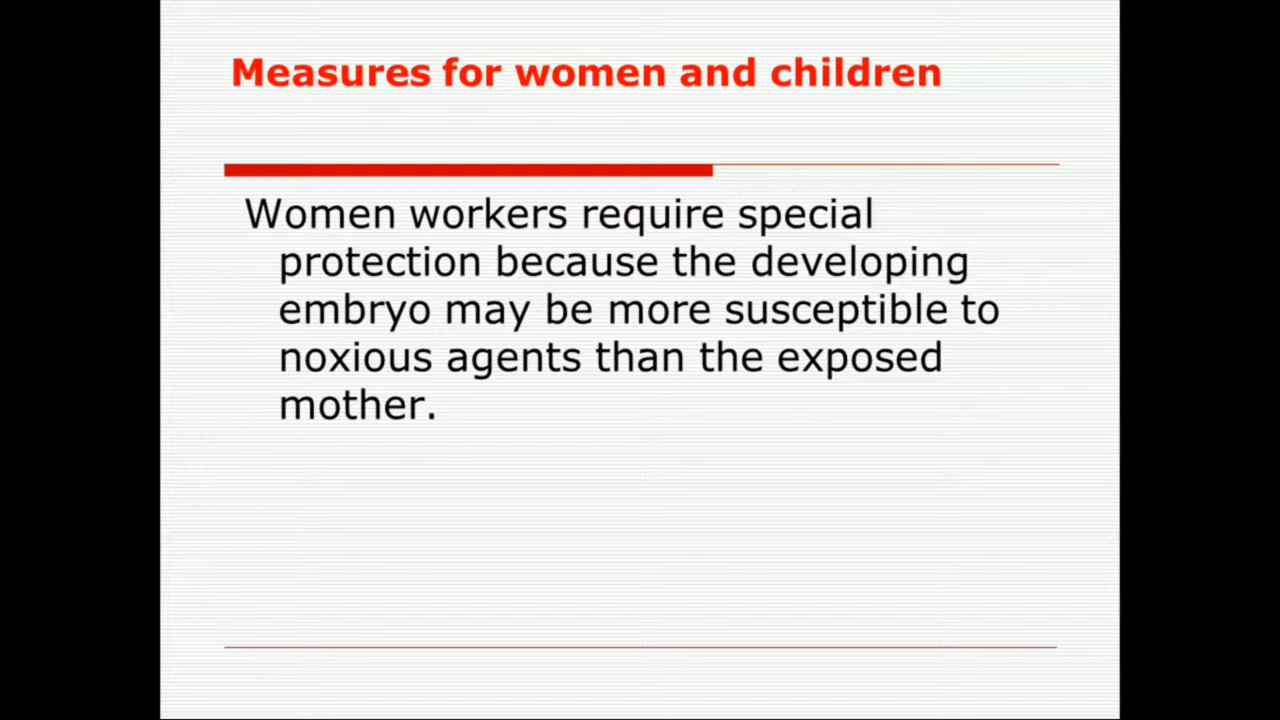 Measures for women and children
Women workers require special
protection because the developing
embryo may be more susceptible to
noxious agents than the exposed
mother.